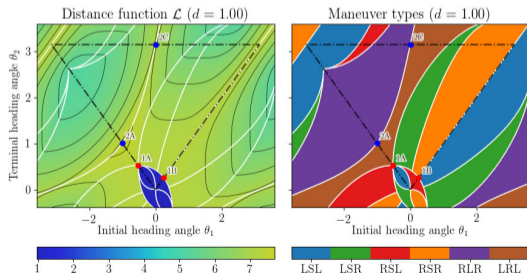 Distance function ℒ (d = 1.00)
Maneuver types (d = 1.00)
Terminal heading angle θ₂
3
2
1
0
2C
2A
1A
1B
−2
0
2
Initial heading angle θ₁
2C
2A
1A
1B
−2
0
2
Initial heading angle θ₁
1
2
3
4
5
6
7
LSL
LSR
RSL
RSR
RLR
LRL